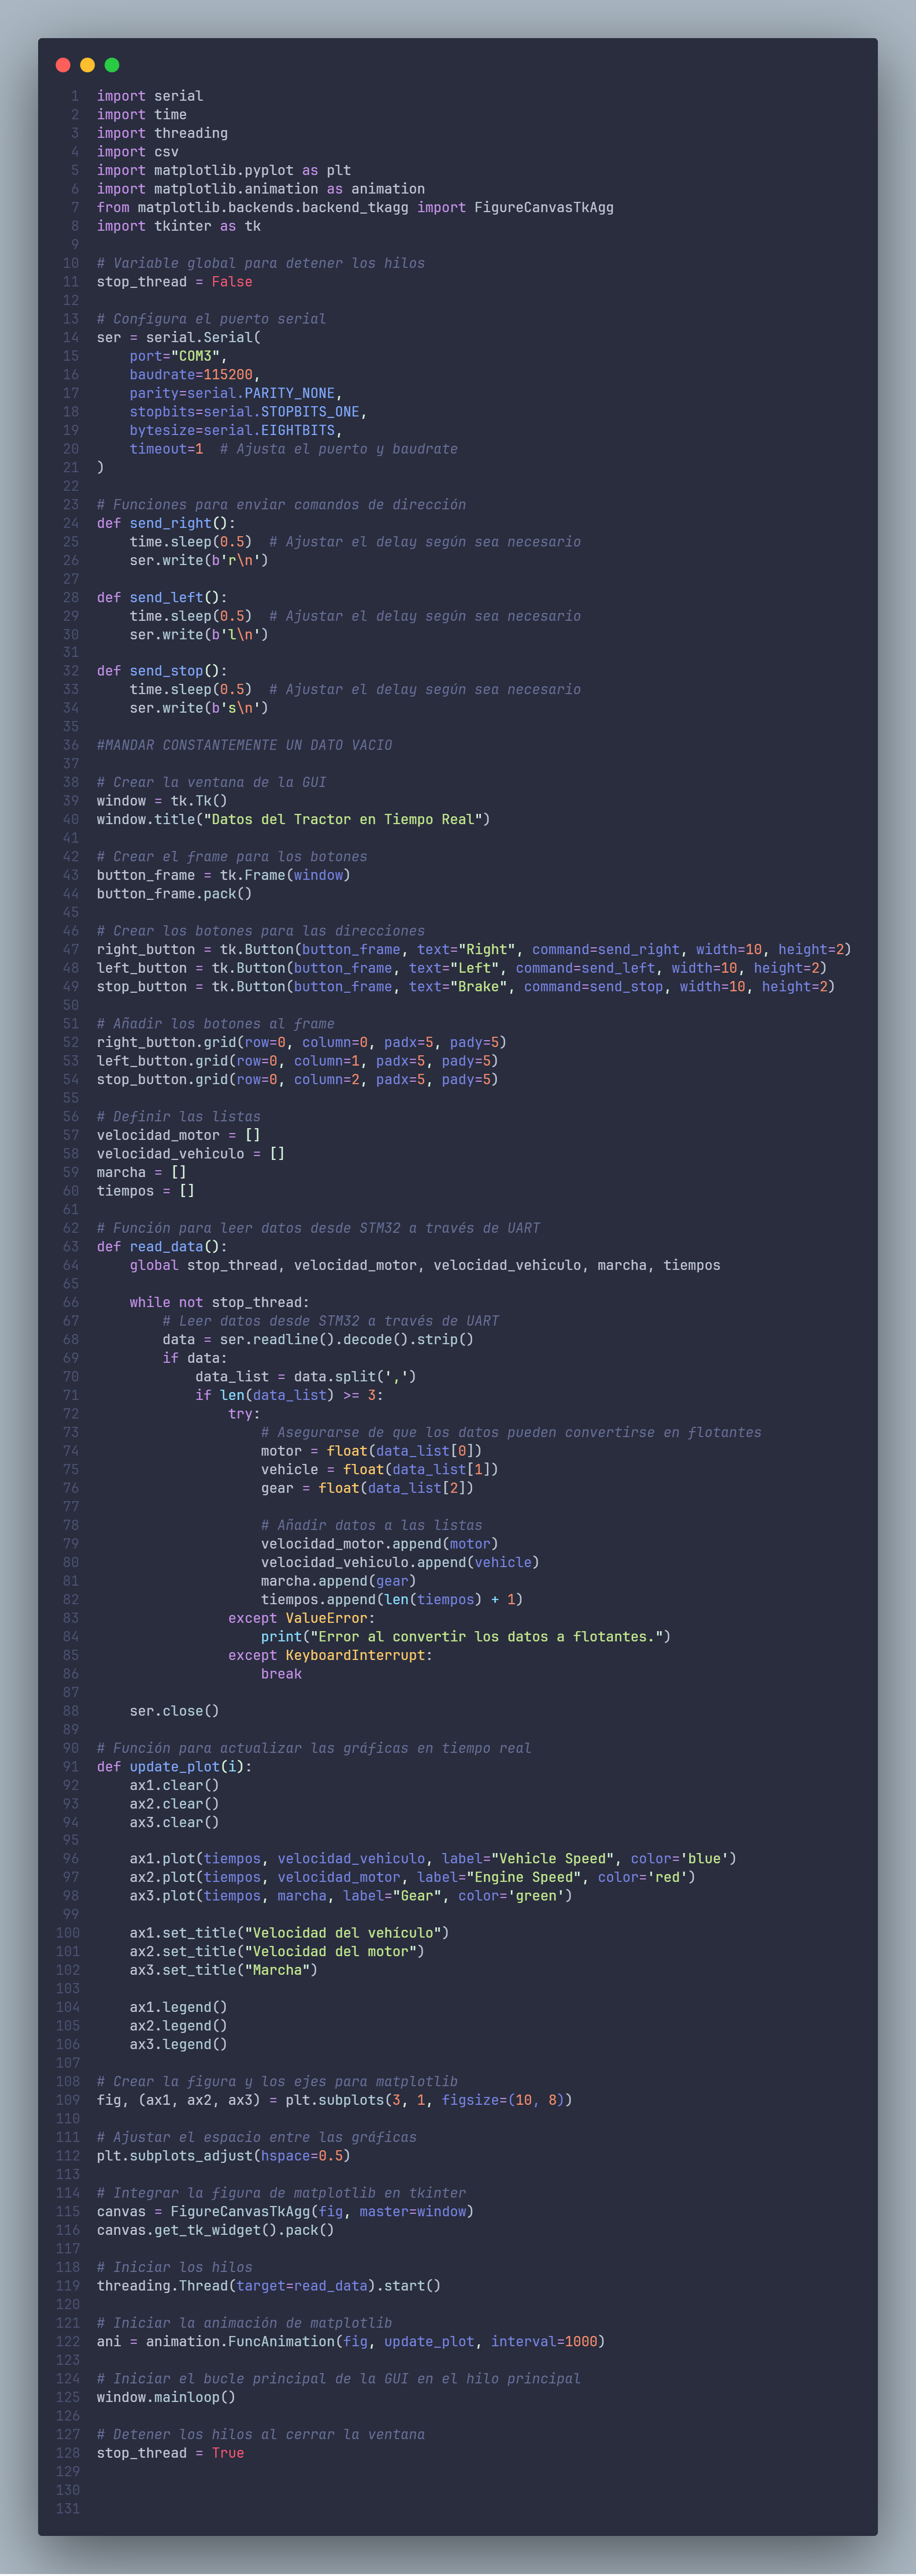 1 import serial
2 import time
3 import threading
4 import csv
5 import matplotlib.pyplot as plt
6 import matplotlib.animation as animation
7 from matplotlib.backends.backend_tkagg import FigureCanvasTkAgg
8 import tkinter as tk
9
10 # Variable global para detener los hilos
11 stop_thread = False
12
13 # Configura el puerto serial
14 ser = serial.Serial(
15     port="COM3",
16     baudrate=115200,
17     parity=serial.PARITY_NONE,
18     stopbits=serial.STOPBITS_ONE,
19     bytesize=serial.EIGHTBITS,
20     timeout=1  # Ajusta el puerto y baudrate
21 )
22
23 # Funciones para enviar comandos de dirección
24 def send_right():
25     time.sleep(0.5)  # Ajustar el delay según sea necesario
26     ser.write(b'r\n')
27
28 def send_left():
29     time.sleep(0.5)  # Ajustar el delay según sea necesario
30     ser.write(b'l\n')
31
32 def send_stop():
33     time.sleep(0.5)  # Ajustar el delay según sea necesario
34     ser.write(b's\n')
35
36 #MANDAR CONSTANTEMENTE UN DATO VACIO
37
38 # Crear la ventana de la GUI
39 window = tk.Tk()
40 window.title("Datos del Tractor en Tiempo Real")
41
42 # Crear el frame para los botones
43 button_frame = tk.Frame(window)
44 button_frame.pack()
45
46 # Crear los botones para las direcciones
47 right_button = tk.Button(button_frame, text="Right", command=send_right, width=10, height=2)
48 left_button = tk.Button(button_frame, text="Left", command=send_left, width=10, height=2)
49 stop_button = tk.Button(button_frame, text="Brake", command=send_stop, width=10, height=2)
50
51 # Añadir los botones al frame
52 right_button.grid(row=0, column=0, padx=5, pady=5)
53 left_button.grid(row=0, column=1, padx=5, pady=5)
54 stop_button.grid(row=0, column=2, padx=5, pady=5)
55
56 # Definir las listas
57 velocidad_motor = []
58 velocidad_vehiculo = []
59 marcha = []
60 tiempos = []
61
62 # Función para leer datos desde STM32 a través de UART
63 def read_data():
64     global stop_thread, velocidad_motor, velocidad_vehiculo, marcha, tiempos
65
66     while not stop_thread:
67         # Leer datos desde STM32 a través de UART
68         data = ser.readline().decode().strip()
69         if data:
70             data_list = data.split(',')
71             if len(data_list) >= 3:
72                 try:
73                     # Asegurarse de que los datos pueden convertirse en flotantes
74                     motor = float(data_list[0])
75                     vehicle = float(data_list[1])
76                     gear = float(data_list[2])
77
78                     # Añadir datos a las listas
79                     velocidad_motor.append(motor)
80                     velocidad_vehiculo.append(vehicle)
81                     marcha.append(gear)
82                     tiempos.append(len(tiempos) + 1)
83                 except ValueError:
84                     print("Error al convertir los datos a flotantes.")
85                 except KeyboardInterrupt:
86                     break
87
88     ser.close()
89
90 # Función para actualizar las gráficas en tiempo real
91 def update_plot(i):
92     ax1.clear()
93     ax2.clear()
94     ax3.clear()
95
96     ax1.plot(tiempos, velocidad_vehiculo, label="Vehicle Speed", color='blue')
97     ax2.plot(tiempos, velocidad_motor, label="Engine Speed", color='red')
98     ax3.plot(tiempos, marcha, label="Gear", color='green')
99
100     ax1.set_title("Velocidad del vehículo")
101     ax2.set_title("Velocidad del motor")
102     ax3.set_title("Marcha")
103
104     ax1.legend()
105     ax2.legend()
106     ax3.legend()
107
108 # Crear la figura y los ejes para matplotlib
109 fig, (ax1, ax2, ax3) = plt.subplots(3, 1, figsize=(10, 8))
110
111 # Ajustar el espacio entre las gráficas
112 plt.subplots_adjust(hspace=0.5)
113
114 # Integrar la figura de matplotlib en tkinter
115 canvas = FigureCanvasTkAgg(fig, master=window)
116 canvas.get_tk_widget().pack()
117
118 # Iniciar los hilos
119 threading.Thread(target=read_data).start()
120
121 # Iniciar la animación de matplotlib
122 ani = animation.FuncAnimation(fig, update_plot, interval=1000)
123
124 # Iniciar el bucle principal de la GUI en el hilo principal
125 window.mainloop()
126
127 # Detener los hilos al cerrar la ventana
128 stop_thread = True
129
130
131